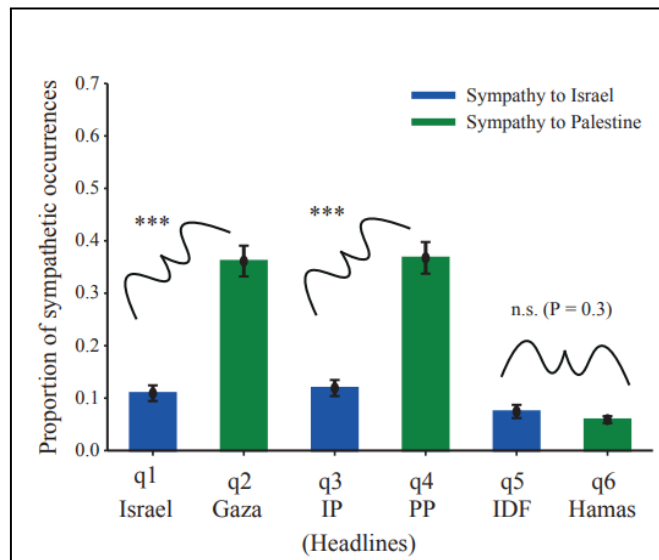 Proportion of sympathetic occurrences
0.7
0.6
0.5
0.4
0.3
0.2
0.1
0.0
Sympathy to Israel
Sympathy to Palestine
***
***
n.s. (P = 0.3)
q1 q2 q3 q4 q5 q6
Israel Gaza IP PP IDF Hamas
(Headlines)